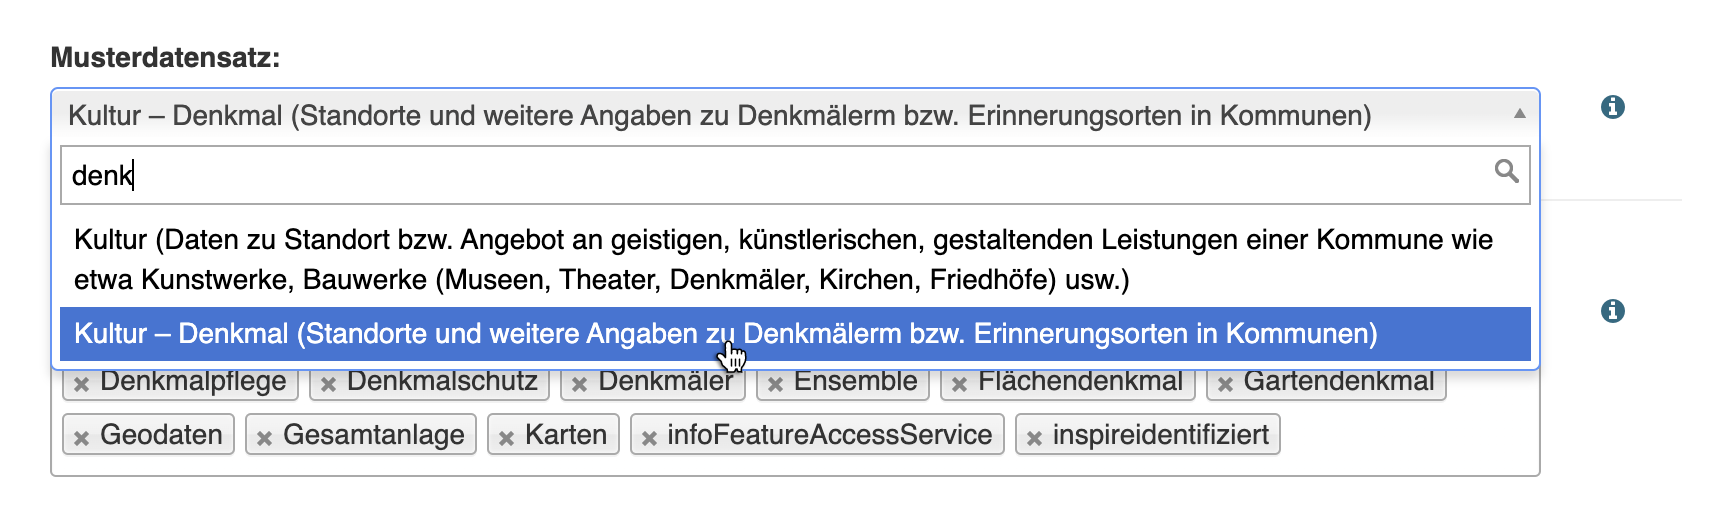 Musterdatensatz:
Kultur – Denkmal (Standorte und weitere Angaben zu Denkmälerm bzw. Erinnerungsorten in Kommunen)
denk
Kultur (Daten zu Standort bzw. Angebot an geistigen, künstlerischen, gestaltenden Leistungen einer Kommune wie
etwa Kunstwerke, Bauwerke (Museen, Theater, Denkmäler, Kirchen, Friedhöfe) usw.)
Kultur – Denkmal (Standorte und weitere Angaben zu Denkmälerm bzw. Erinnerungsorten in Kommunen)
Denkmalpflege Denkmalschutz Denkmäler Ensemble Flächendenkmal Gartendenkmal
Geodaten Gesamtanlage Karten infoFeatureAccessService inspireidentifiziert